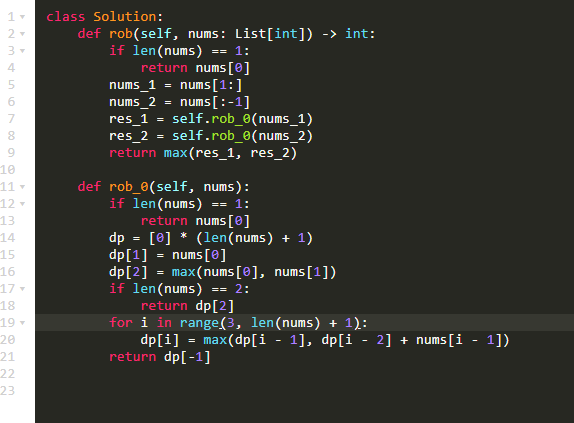 1 class Solution:
2     def rob(self, nums: List[int]) -> int:
3         if len(nums) == 1:
4             return nums[0]
5         nums_1 = nums[1:]
6         nums_2 = nums[:-1]
7         res_1 = self.rob_0(nums_1)
8         res_2 = self.rob_0(nums_2)
9         return max(res_1, res_2)
10
11     def rob_0(self, nums):
12         if len(nums) == 1:
13             return nums[0]
14         dp = [0] * (len(nums) + 1)
15         dp[1] = nums[0]
16         dp[2] = max(nums[0], nums[1])
17         if len(nums) == 2:
18             return dp[2]
19         for i in range(3, len(nums) + 1):
20             dp[i] = max(dp[i - 1], dp[i - 2] + nums[i - 1])
21         return dp[-1]
22
23